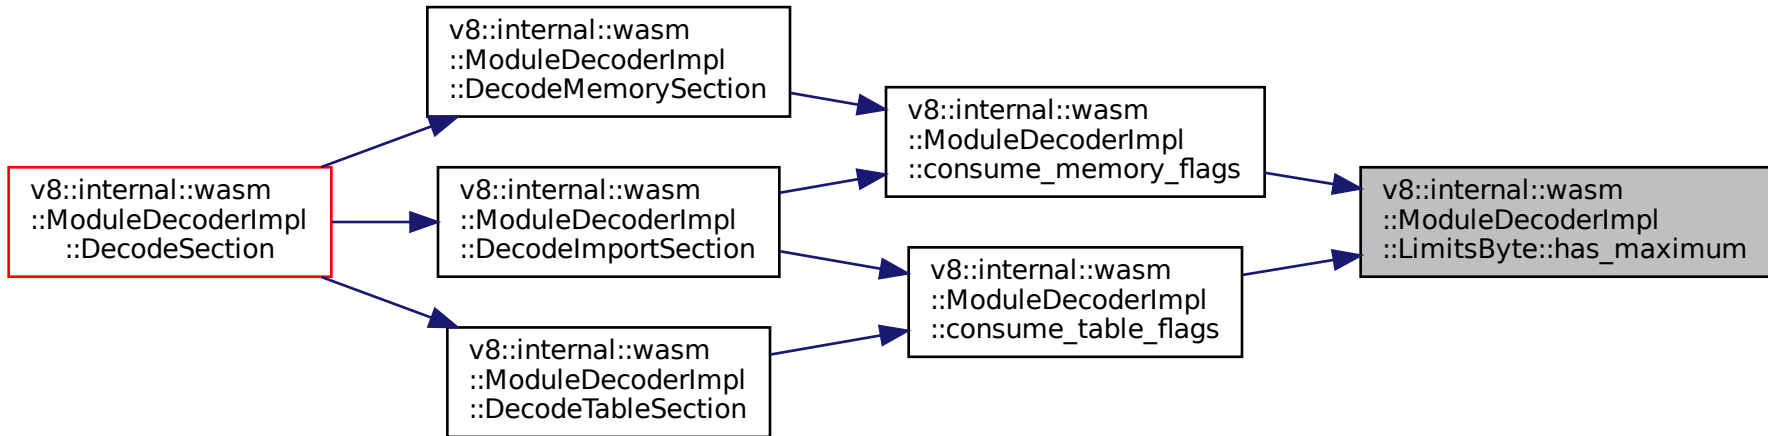 v8::internal::wasm
::ModuleDecoderImpl
::DecodeSection
v8::internal::wasm
::ModuleDecoderImpl
::DecodeMemorySection
v8::internal::wasm
::ModuleDecoderImpl
::DecodeImportSection
v8::internal::wasm
::ModuleDecoderImpl
::DecodeTableSection
v8::internal::wasm
::ModuleDecoderImpl
::consume_memory_flags
v8::internal::wasm
::ModuleDecoderImpl
::consume_table_flags
v8::internal::wasm
::ModuleDecoderImpl
::LimitsByte::has_maximum